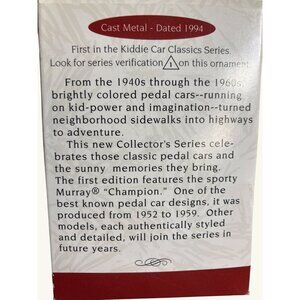 Cast Metal - Dated 1994
First in the Kiddie Car Classics Series.
Look for series verification 1 on this ornament.
From the 1940s through the 1960s,
brightly colored pedal cars--running
on kid-power and imagination--turned
neighborhood sidewalks into highways
to adventure.
This new Collector's Series cele-
brates those classic pedal cars and
the sunny memories they bring.
The first edition features the sporty
Murray® "Champion." One of the
best known pedal car designs, it
was produced from 1952 to 1959. Other
models, each authentically styled
and detailed, will join the series in
future years.